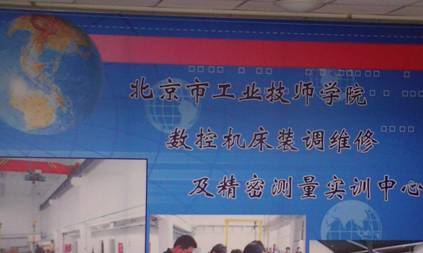 北京市工业技师学院
数控机床装调维修
及精密测量实训中心